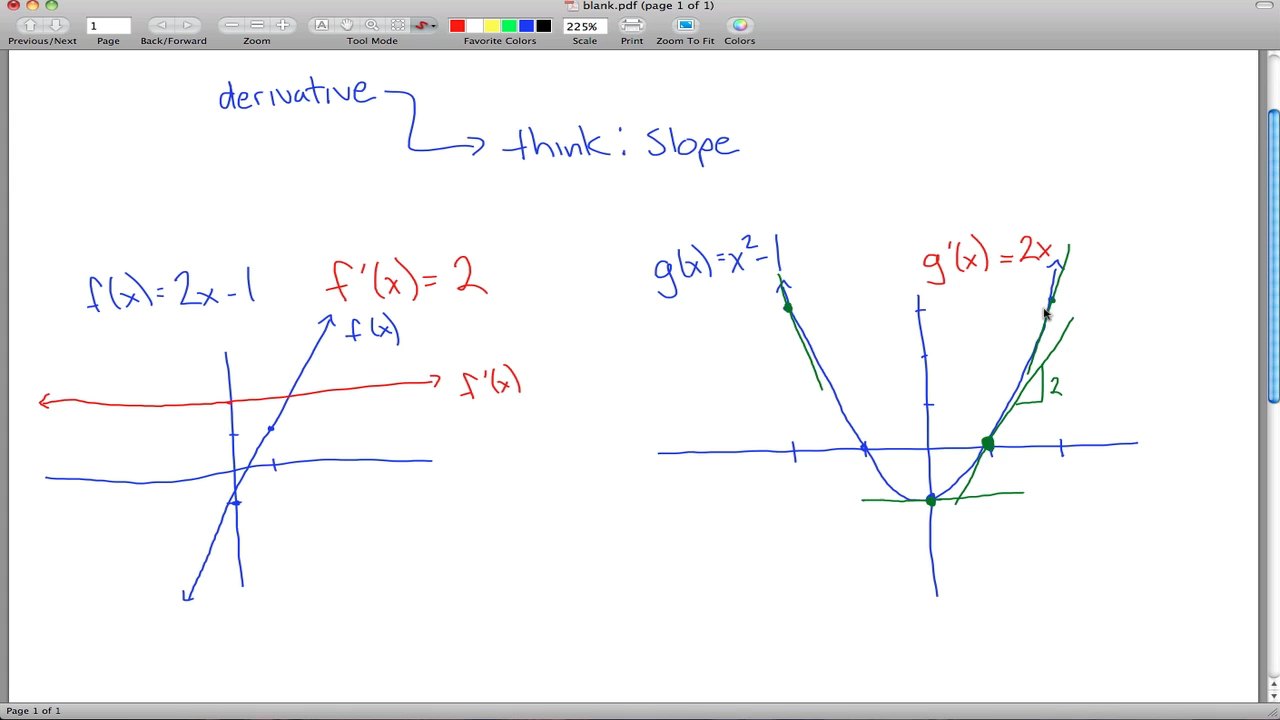 blank.pdf (page 1 of 1)
1
225%
Previous/Next Page Back/Forward Zoom Tool Mode Favorite Colors Scale Print Zoom To Fit Colors
derivative
think: Slope
f(x)=2x-1
f'(x)=2
f(x)
f'(x)
g(x)=x²-1
g'(x)=2x
2
Page 1 of 1